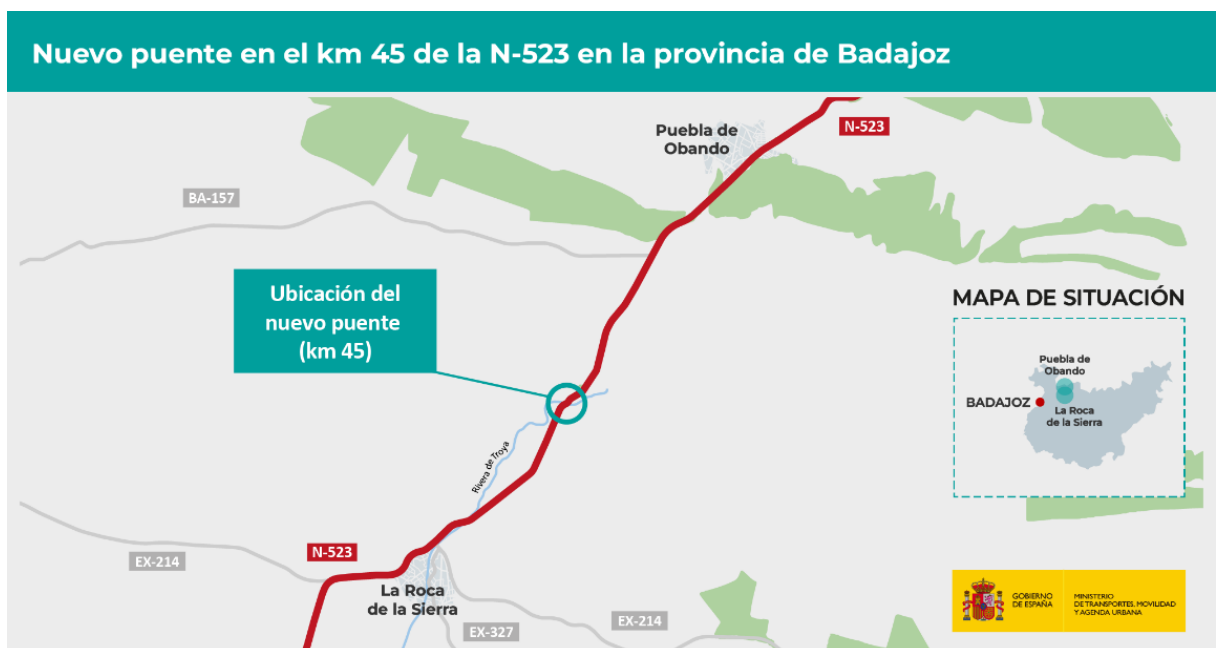 Nuevo puente en el km 45 de la N-523 en la provincia de Badajoz
Puebla de
Obando
N-523
BA-157
Ubicación del
nuevo puente
(km 45)
MAPA DE SITUACIÓN
Puebla de
Obando
BADAJOZ
La Roca
de la Sierra
Rivera de Troya
N-523
EX-214
La Roca
de la Sierra
EX-327
EX-214
GOBIERNO
DE ESPAÑA
MINISTERIO
DE TRANSPORTES, MOVILIDAD
Y AGENDA URBANA